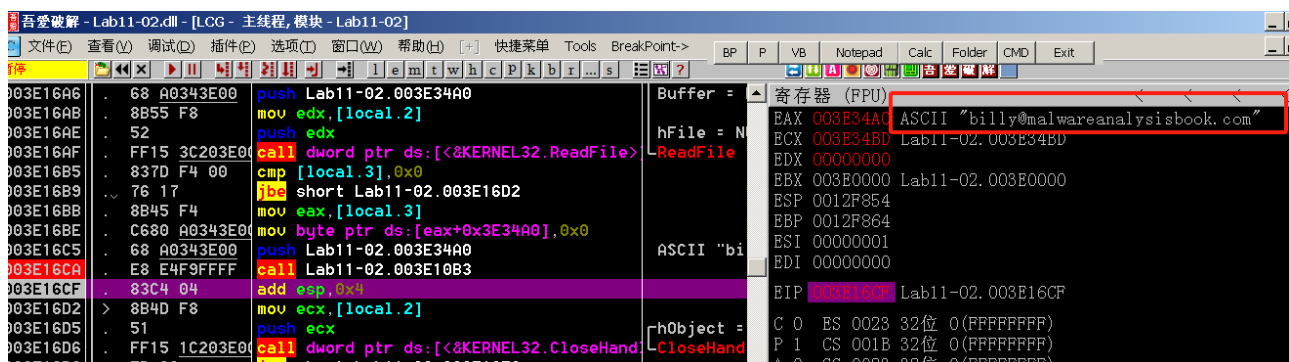 吾爱破解 - Lab11-02.dll - [LCG - 主线程, 模块 - Lab11-02]
文件(F) 查看(V) 调试(D) 插件(P) 选项(T) 窗口(W) 帮助(H) [+] 快捷菜单 Tools BreakPoint-> BP P VB Notepad Calc Folder CMD Exit
暂停 l e m t w h c P k b r ... s ? 吾 爱 破 解
003E16A6 . 68 A0343E00 push Lab11-02.003E34A0 Buffer =
003E16AB . 8B55 F8 mov edx,[local.2]
003E16AE . 52 push edx hFile =
003E16AF . FF15 3C203E00 call dword ptr ds:[<&KERNEL32.ReadFile>] ReadFile
003E16B5 . 837D F4 00 cmp [local.3],0x0
003E16B9 . 76 17 jbe short Lab11-02.003E16D2
003E16BB . 8B45 F4 mov eax,[local.3]
003E16BE . C680 A0343E00 mov byte ptr ds:[eax+0x3E34A0],0x0
003E16C5 . 68 A0343E00 push Lab11-02.003E34A0 ASCII "bi
003E16CA . E8 E4F9FFFF call Lab11-02.003E10B3
003E16CF . 83C4 04 add esp,0x4
003E16D2 > 8B4D F8 mov ecx,[local.2]
003E16D5 . 51 push ecx hObject =
003E16D6 . FF15 1C203E00 call dword ptr ds:[<&KERNEL32.CloseHand CloseHand
寄存器 (FPU) < < < <
EAX 003E34A0 ASCII "billy@malwareanalysisbook.com"
ECX 003E34BD Lab11-02.003E34BD
EDX 00000000
EBX 003E0000 Lab11-02.003E0000
ESP 0012F854
EBP 0012F864
ESI 00000001
EDI 00000000
EIP 003E16CF Lab11-02.003E16CF
C 0 ES 0023 32位 0(FFFFFFFF)
P 1 CS 001B 32位 0(FFFFFFFF)